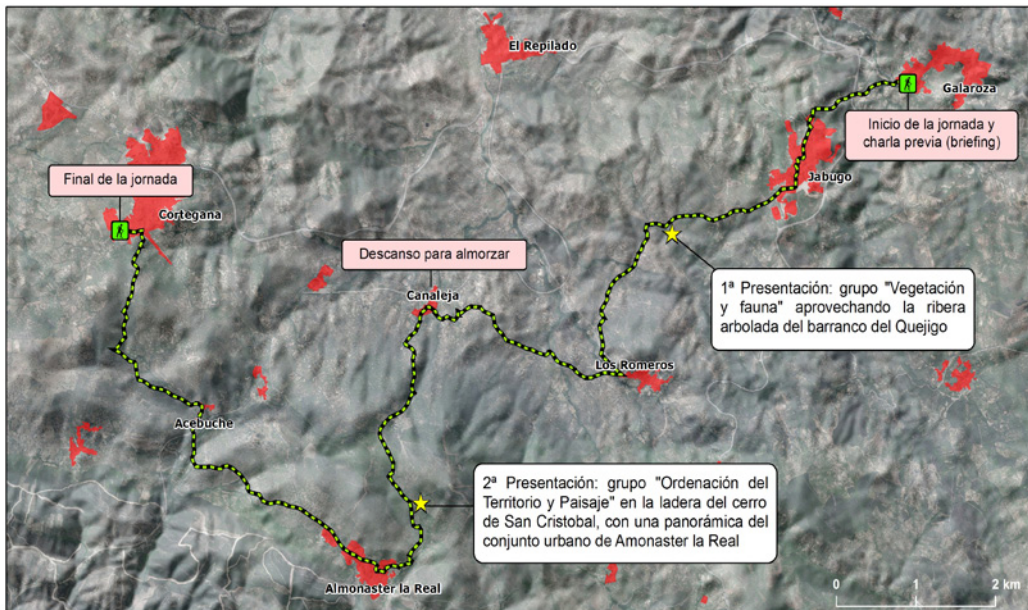 El Repilado
Galaroza
Inicio de la jornada y
charla previa (briefing)
Jabugo
Final de la jornada
Cortegana
1ª Presentación: grupo "Vegetación
y fauna" aprovechando la ribera
arbolada del barranco del Quejigo
Descanso para almorzar
Canaleja
Los Romeros
Acebuche
2ª Presentación: grupo "Ordenación del
Territorio y Paisaje" en la ladera del cerro
de San Cristobal, con una panorámica del
conjunto urbano de Amonaster la Real
Almonaster la Real
0 1 2 km